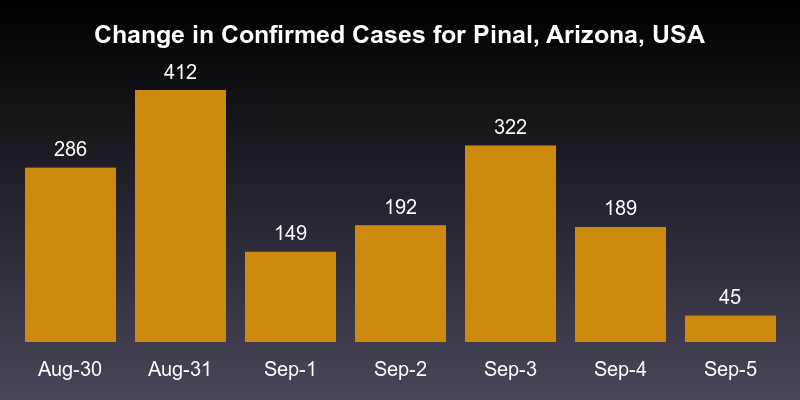 Change in Confirmed Cases for Pinal, Arizona, USA
286
412
149
192
322
189
45
Aug-30
Aug-31
Sep-1
Sep-2
Sep-3
Sep-4
Sep-5